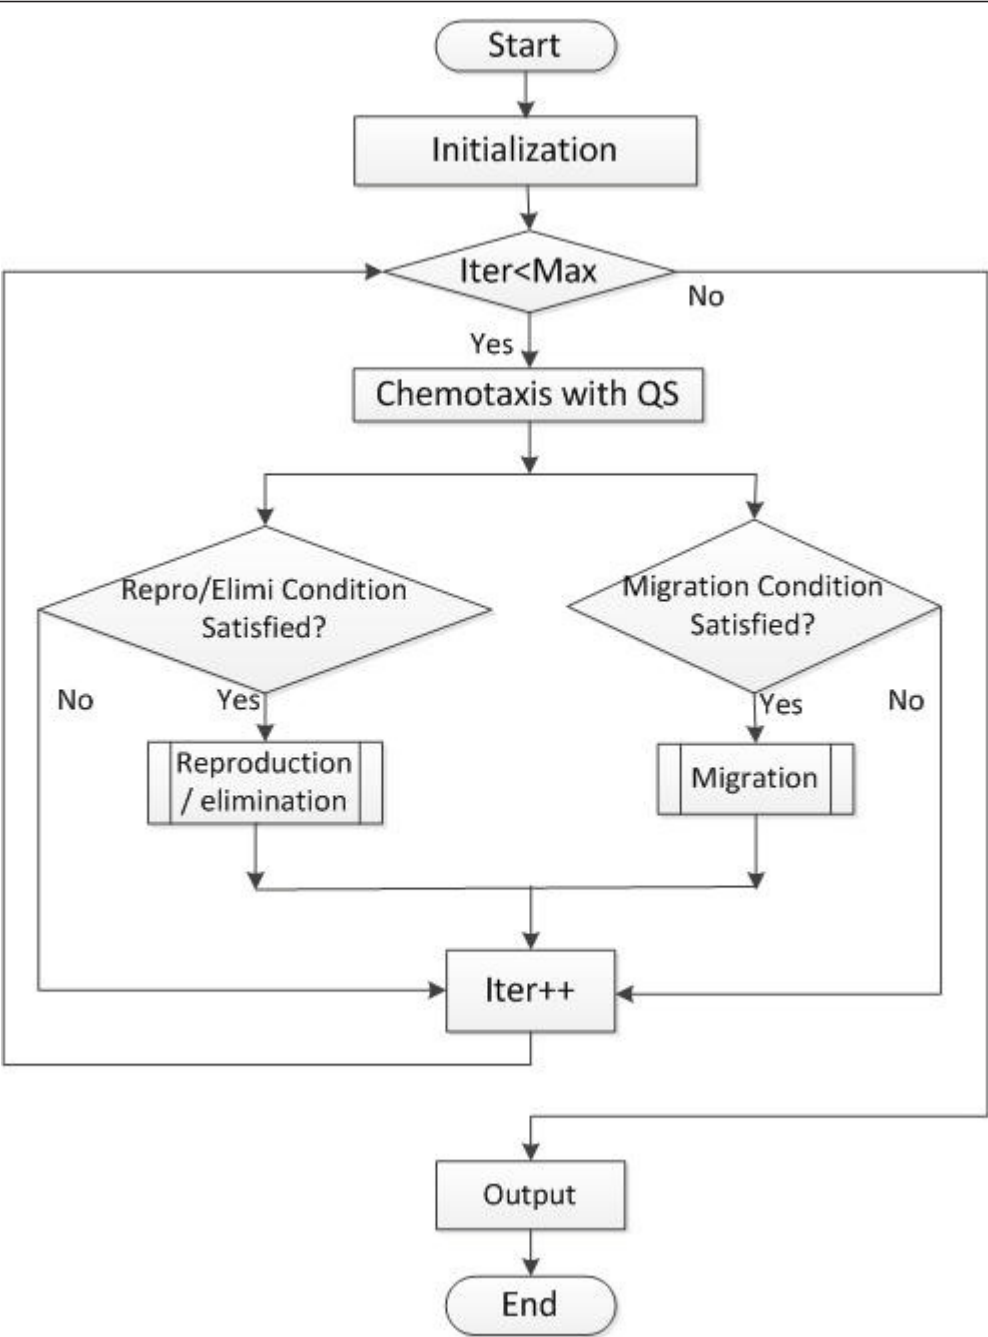 Start
Initialization
Iter<Max
No
Yes
Chemotaxis with QS
Repro/Elimi Condition
Satisfied?
Migration Condition
Satisfied?
No
Yes
Yes
No
Reproduction
/ elimination
Migration
Iter++
Output
End